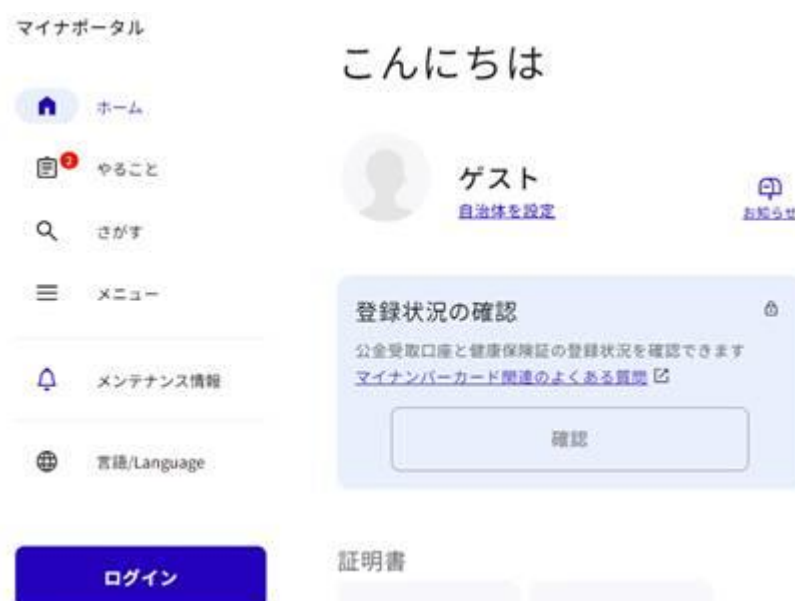 マイナポータル
ホーム
2
やること
さがす
メニュー
メンテナンス情報
言語/Language
ログイン
こんにちは
ゲスト
自治体を設定
お知らせ
登録状況の確認
公金受取口座と健康保険証の登録状況を確認できます
マイナンバーカード関連のよくある質問
確認
証明書